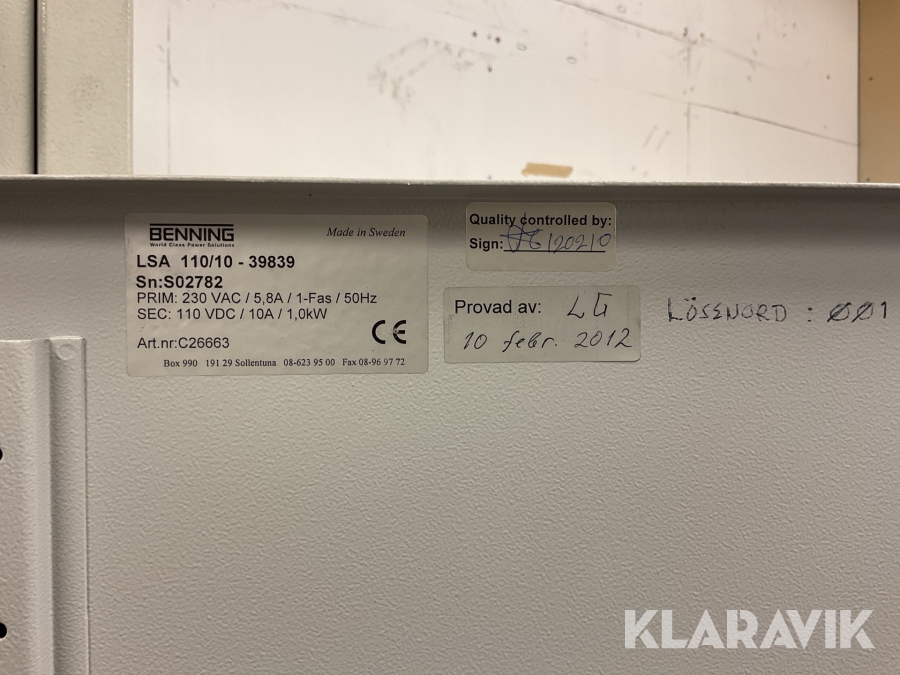 BENNING
World Class Power Solutions
Made in Sweden
LSA 110/10 - 39839
Sn:S02782
PRIM: 230 VAC / 5,8A / 1-Fas / 50Hz
SEC: 110 VDC / 10A / 1,0kW
CE
Art.nr:C26663
Box 990 191 29 Sollentuna 08-623 95 00 Fax 08-96 97 72
Quality controlled by:
Sign: 120210
Provad av: LG
10 febr. 2012
LÖSENORD : ØØ1
KLARAVIK